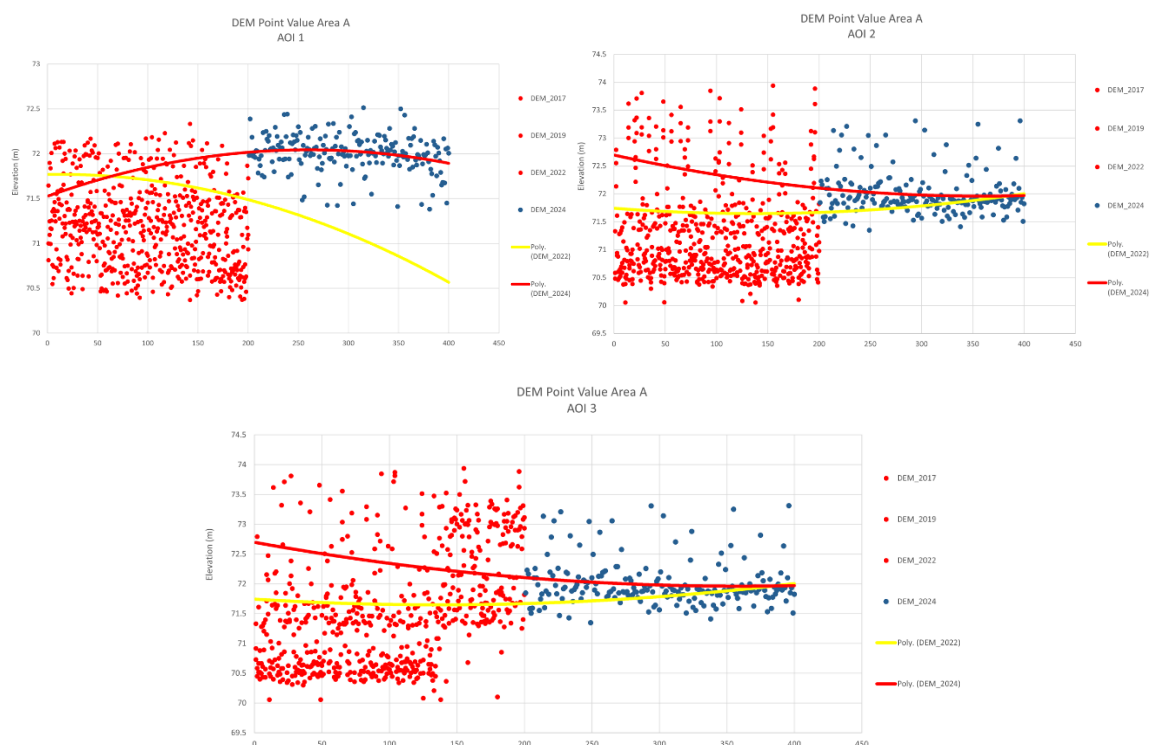 DEM Point Value Area A
AOI 1
Elevation (m)
73
72.5
72
71.5
71
70.5
70
0
50
100
150
200
250
300
350
400
450
DEM_2017
DEM_2019
DEM_2022
DEM_2024
Poly.
(DEM_2022)
Poly.
(DEM_2024)
DEM Point Value Area A
AOI 2
Elevation (m)
74.5
74
73.5
73
72.5
72
71.5
71
70.5
70
69.5
0
50
100
150
200
250
300
350
400
450
DEM_2017
DEM_2019
DEM_2022
DEM_2024
Poly.
(DEM_2022)
Poly.
(DEM_2024)
DEM Point Value Area A
AOI 3
Elevation (m)
74.5
74
73.5
73
72.5
72
71.5
71
70.5
70
69.5
0
50
100
150
200
250
300
350
400
450
DEM_2017
DEM_2019
DEM_2022
DEM_2024
Poly. (DEM_2022)
Poly. (DEM_2024)